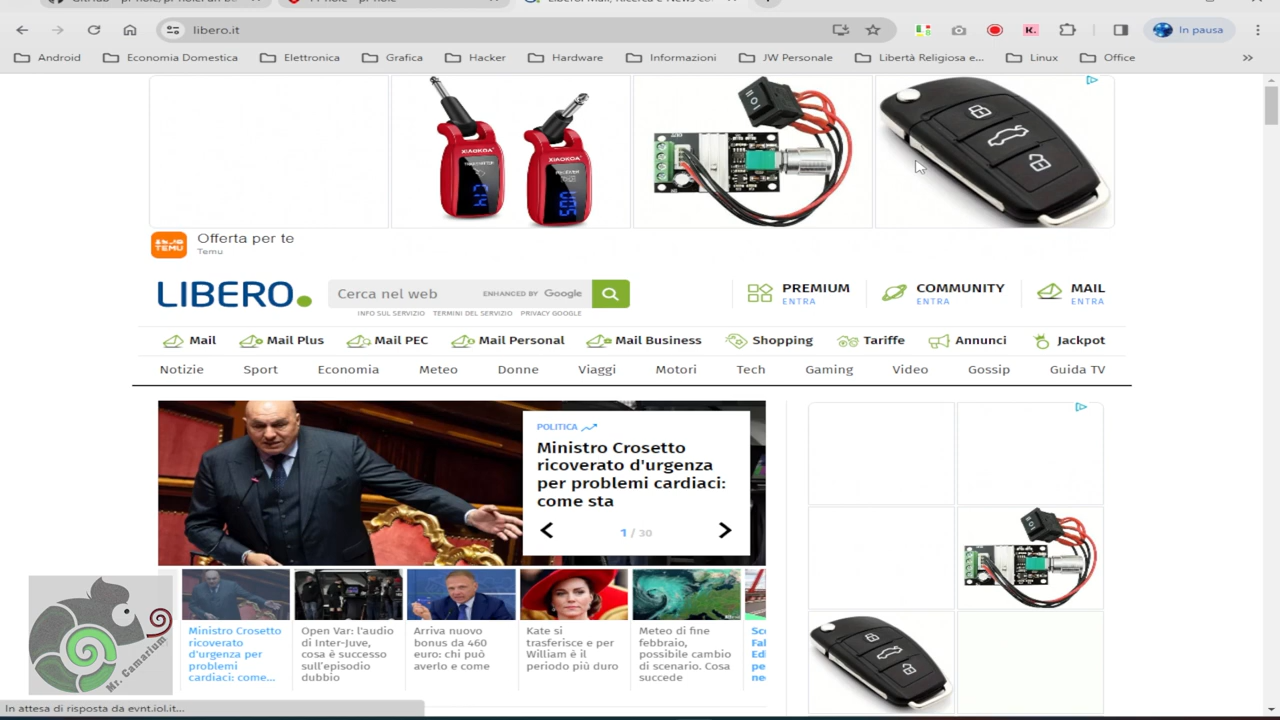 libero.it
In pausa
Android
Economia Domestica
Elettronica
Grafica
Hacker
Hardware
Informazioni
JW Personale
Libertà Religiosa e...
Linux
Office
XIAOKOA
XIAOKOA
TEMU
Offerta per te
Temu
LIBERO
Cerca nel web
ENHANCED BY Google
INFO SUL SERVIZIO TERMINI DEL SERVIZIO PRIVACY GOOGLE
PREMIUM
ENTRA
COMMUNITY
ENTRA
MAIL
ENTRA
Mail
Mail Plus
Mail PEC
Mail Personal
Mail Business
Shopping
Tariffe
Annunci
Jackpot
Notizie
Sport
Economia
Meteo
Donne
Viaggi
Motori
Tech
Gaming
Video
Gossip
Guida TV
POLITICA
Ministro Crosetto
ricoverato d'urgenza
per problemi cardiaci:
come sta
1 / 30
Ministro Crosetto
ricoverato
d'urgenza per
problemi
cardiaci: come...
Open Var: l'audio
di Inter-Juve,
cosa è successo
sull'episodio
dubbio
Arriva nuovo
bonus da 460
euro: chi può
averlo e come
Kate si
trasferisce e per
William è il
periodo più duro
Meteo di fine
febbraio,
possibile cambio
di scenario. Cosa
succede
Mr. Camarium
In attesa di risposta da evnt.iol.it...